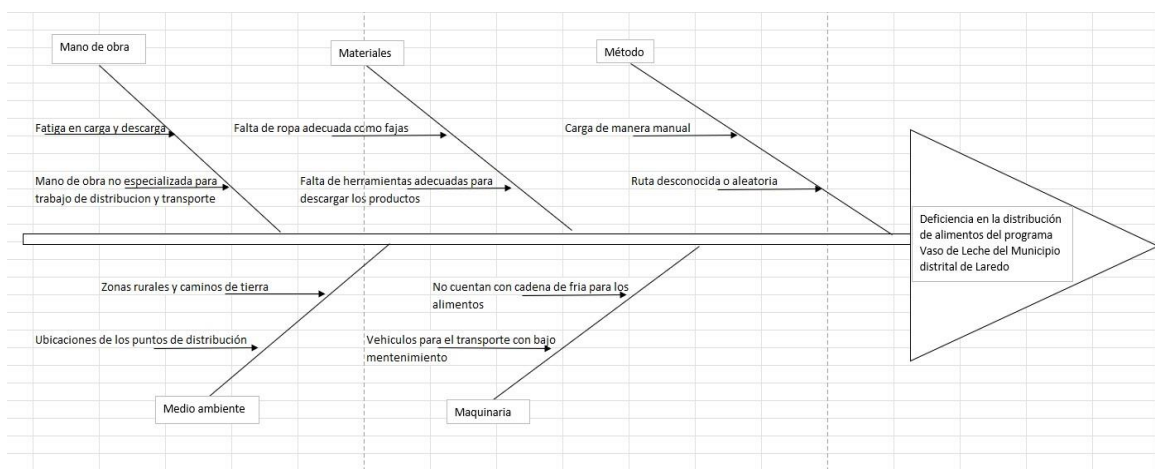 Mano de obra
Materiales
Método
Fatiga en carga y descarga
Falta de ropa adecuada como fajas
Carga de manera manual
Mano de obra no especializada para
trabajo de distribucion y transporte
Falta de herramientas adecuadas para
descargar los productos
Ruta desconocida o aleatoria
Deficiencia en la distribución
de alimentos del programa
Vaso de Leche del Municipio
distrital de Laredo
Zonas rurales y caminos de tierra
No cuentan con cadena de fria para los
alimentos
Ubicaciones de los puntos de distribución
Vehiculos para el transporte con bajo
mentenimiento
Medio ambiente
Maquinaria